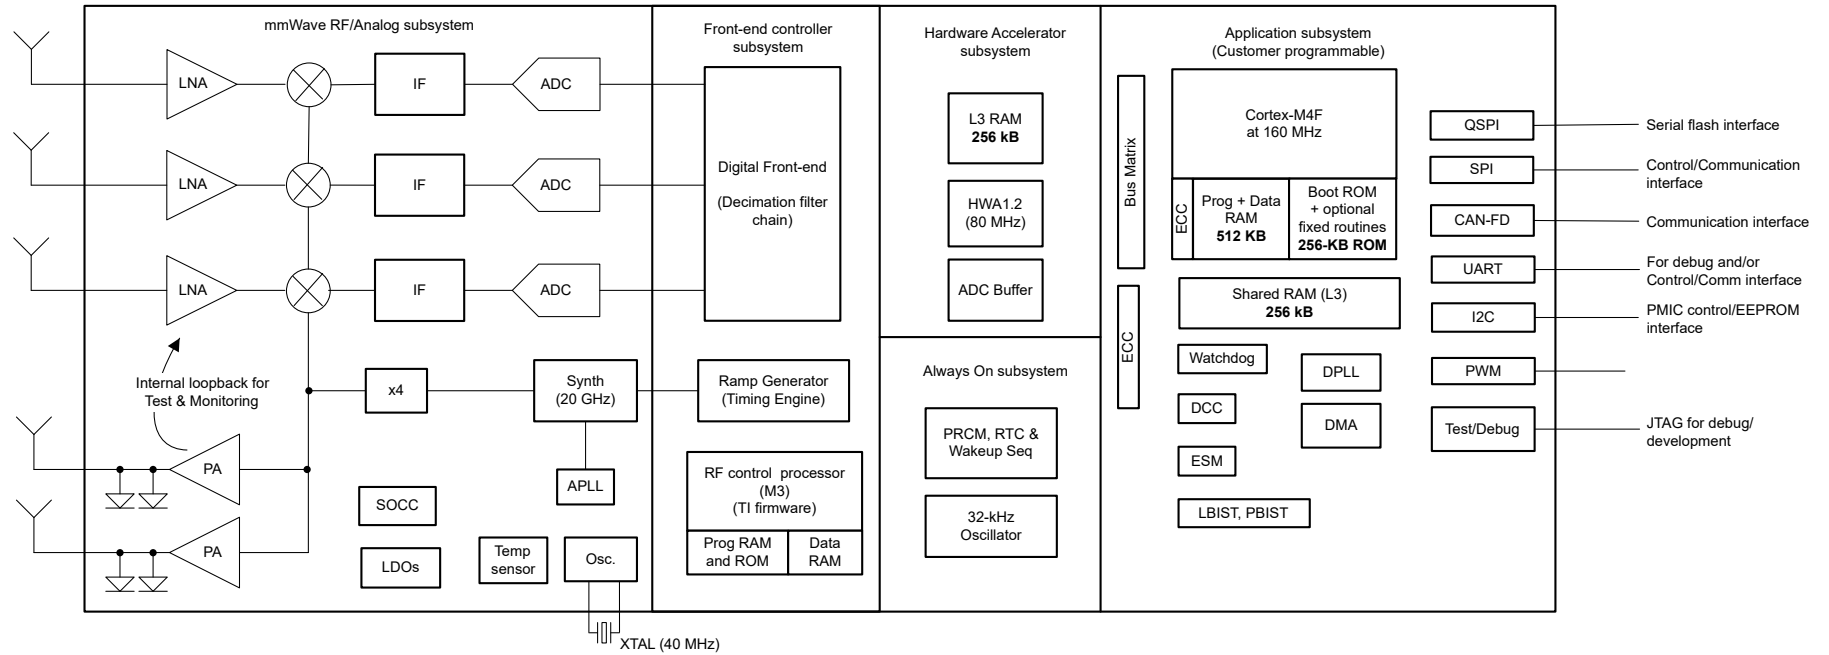 mmWave RF/Analog subsystem
LNA
IF
ADC
LNA
IF
ADC
LNA
IF
ADC
Internal loopback for
Test & Monitoring
x4
Synth
(20 GHz)
PA
APLL
SOCC
PA
LDOs
Temp
sensor
Osc.
XTAL (40 MHz)
Front-end controller
subsystem
Digital Front-end
(Decimation filter
chain)
Ramp Generator
(Timing Engine)
RF control processor
(M3)
(TI firmware)
Prog RAM
and ROM
Data
RAM
Hardware Accelerator
subsystem
L3 RAM
256 kB
HWA1.2
(80 MHz)
ADC Buffer
Always On subsystem
PRCM, RTC &
Wakeup Seq
32-kHz
Oscillator
Application subsystem
(Customer programmable)
Bus Matrix
Cortex-M4F
at 160 MHz
ECC
Prog + Data
RAM
512 KB
Boot ROM
+ optional
fixed routines
256-KB ROM
ECC
Shared RAM (L3)
256 kB
Watchdog
DPLL
DCC
DMA
ESM
LBIST, PBIST
QSPI
Serial flash interface
SPI
Control/Communication
interface
CAN-FD
Communication interface
UART
For debug and/or
Control/Comm interface
I2C
PMIC control/EEPROM
interface
PWM
Test/Debug
JTAG for debug/
development